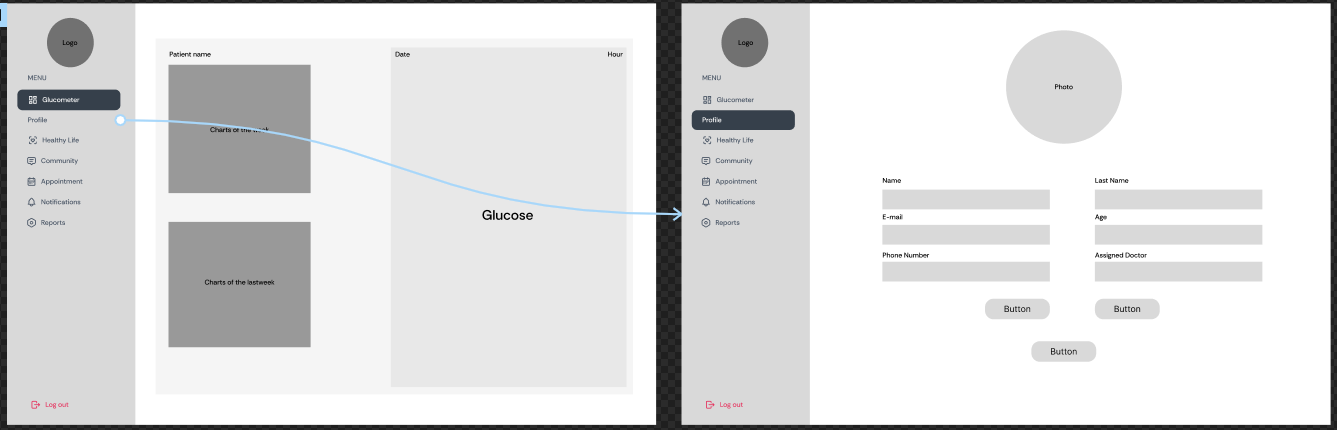 Logo
MENU
Glucometer
Profile
Healthy Life
Community
Appointment
Notifications
Reports
Log out
Patient name
Charts of the week
Charts of the lastweek
Date
Hour
Glucose
Logo
MENU
Glucometer
Profile
Healthy Life
Community
Appointment
Notifications
Reports
Log out
Photo
Name
Last Name
E-mail
Age
Phone Number
Assigned Doctor
Button
Button
Button